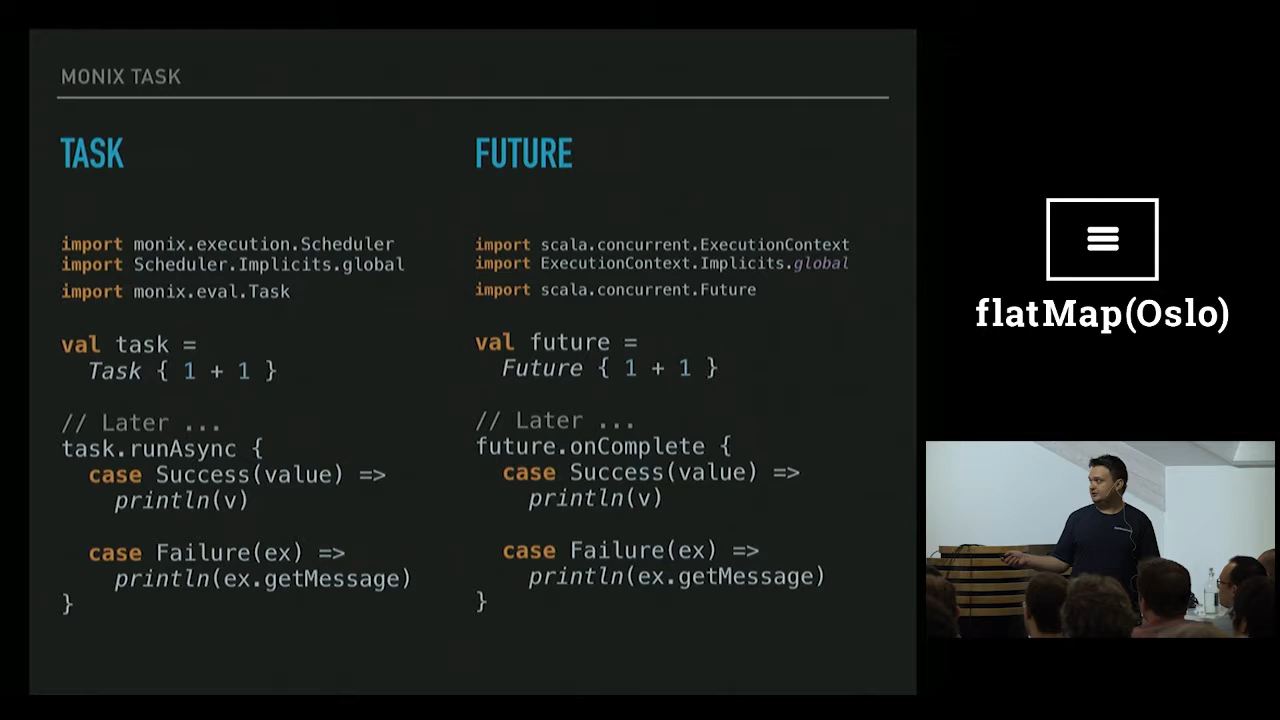 MONIX TASK
TASK
import monix.execution.Scheduler
import Scheduler.Implicits.global
import monix.eval.Task
val task =
Task { 1 + 1 }
// Later ...
task.runAsync {
case Success(value) =>
println(v)
case Failure(ex) =>
println(ex.getMessage)
}
FUTURE
import scala.concurrent.ExecutionContext
import ExecutionContext.Implicits.global
import scala.concurrent.Future
val future =
Future { 1 + 1 }
// Later ...
future.onComplete {
case Success(value) =>
println(v)
case Failure(ex) =>
println(ex.getMessage)
}
flatMap(Oslo)